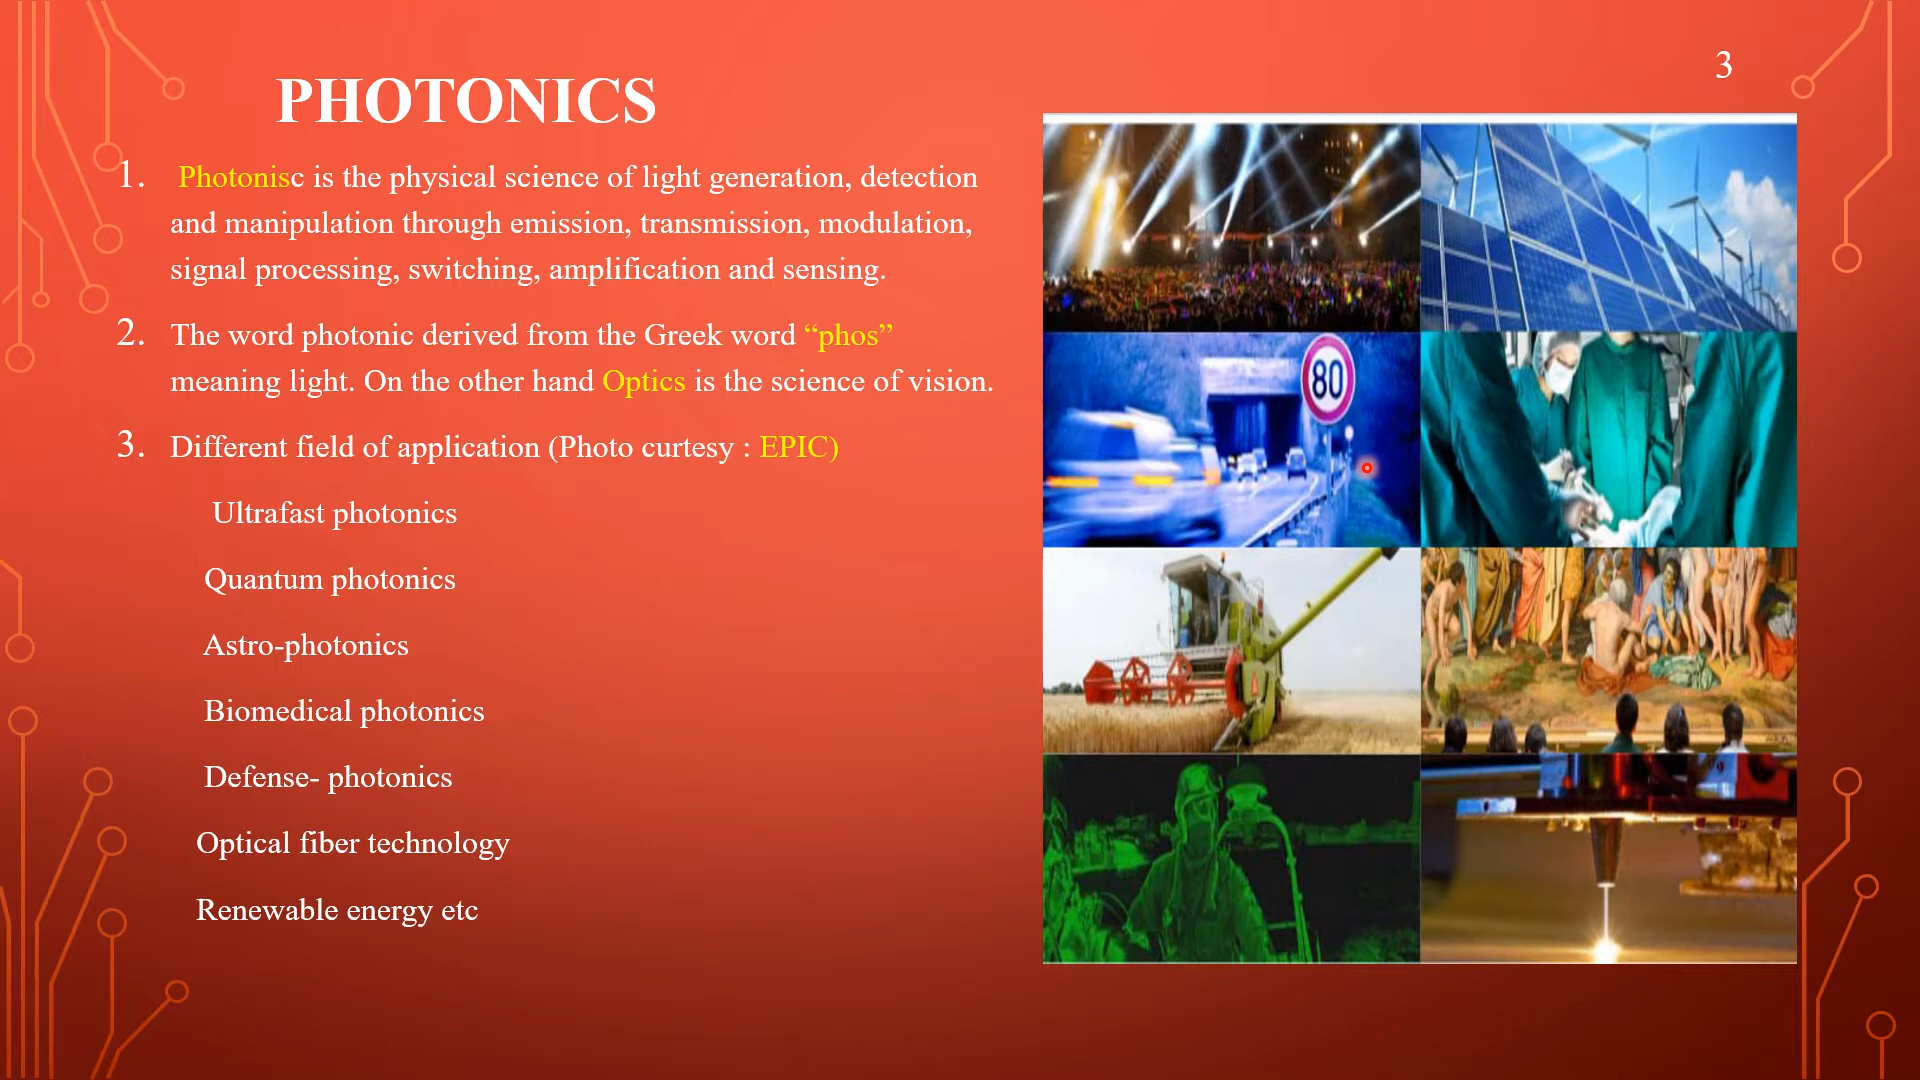 3
PHOTONICS
1. Photonisc is the physical science of light generation, detection
and manipulation through emission, transmission, modulation,
signal processing, switching, amplification and sensing.
2. The word photonic derived from the Greek word “phos”
meaning light. On the other hand Optics is the science of vision.
3. Different field of application (Photo curtesy : EPIC)
Ultrafast photonics
Quantum photonics
Astro-photonics
Biomedical photonics
Defense- photonics
Optical fiber technology
Renewable energy etc
80